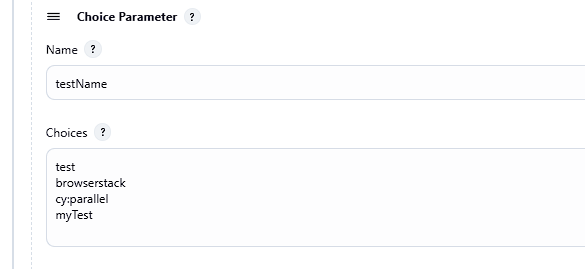 Choice Parameter ?
Name ?
testName
Choices ?
test
browserstack
cy:parallel
myTest